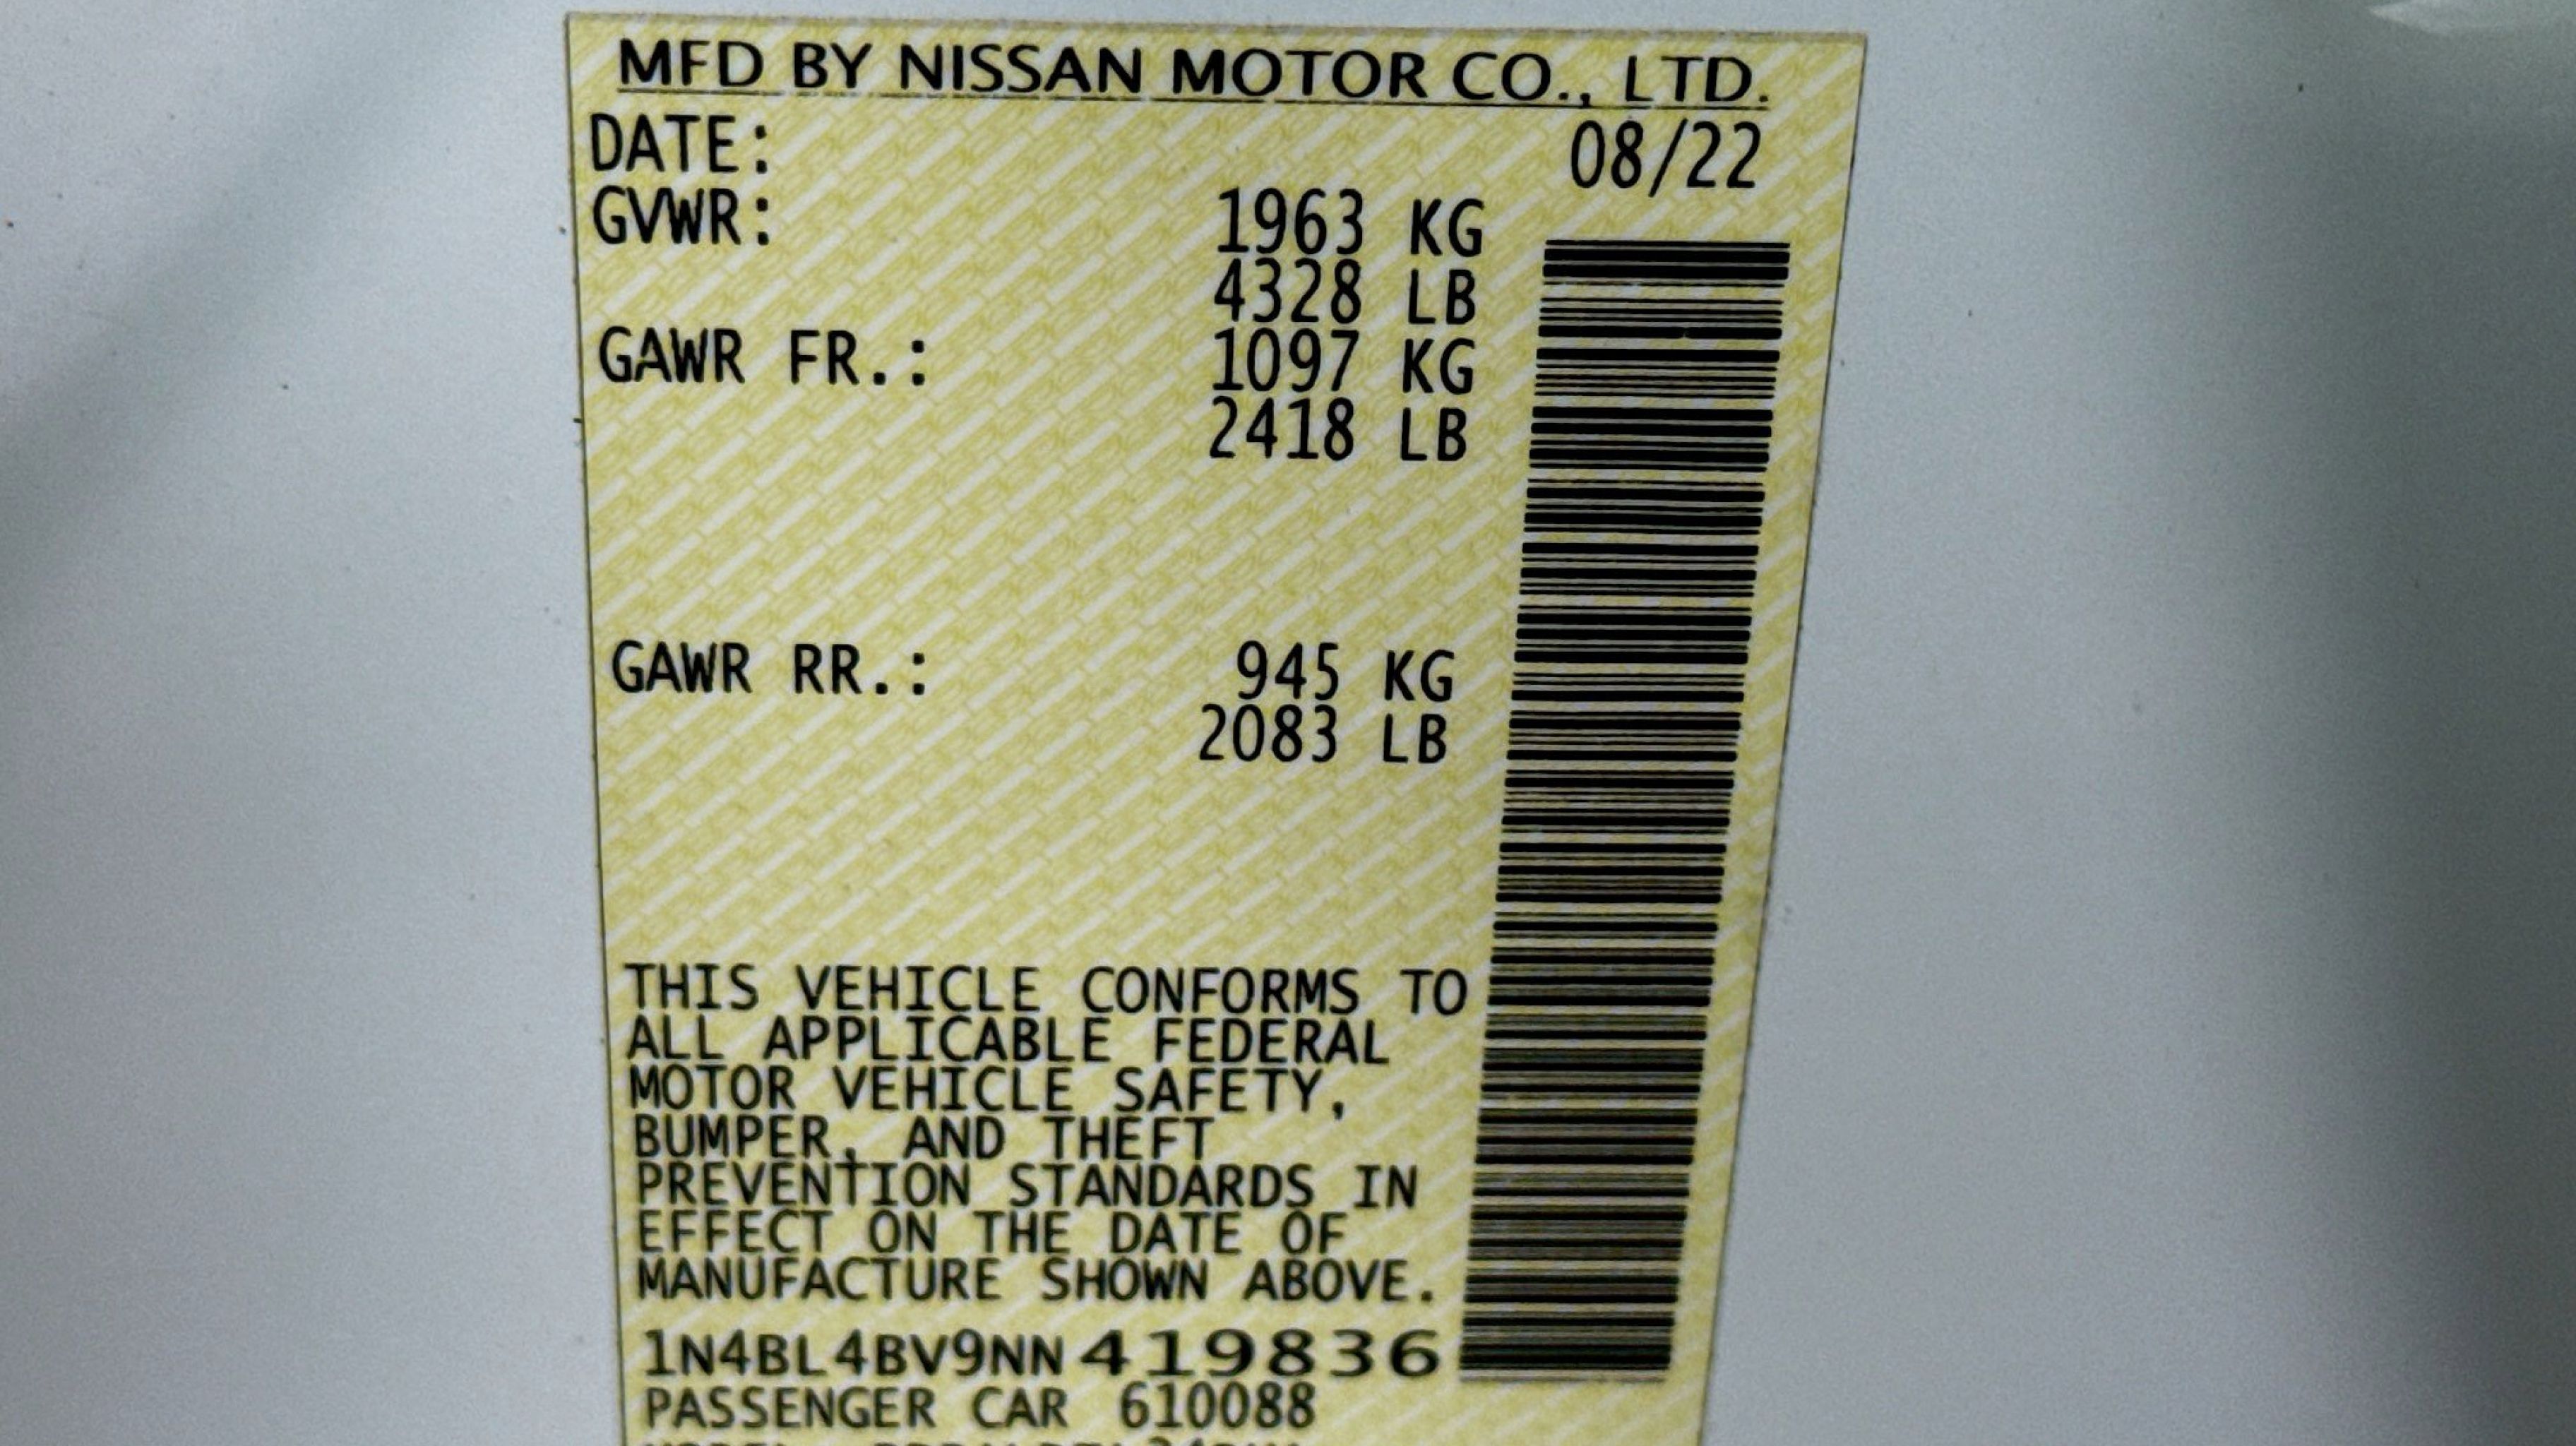 MFD BY NISSAN MOTOR CO., LTD.
DATE: 08/22
GVWR: 1963 KG
4328 LB
GAWR FR.: 1097 KG
2418 LB
GAWR RR.: 945 KG
2083 LB
THIS VEHICLE CONFORMS TO
ALL APPLICABLE FEDERAL
MOTOR VEHICLE SAFETY,
BUMPER, AND THEFT
PREVENTION STANDARDS IN
EFFECT ON THE DATE OF
MANUFACTURE SHOWN ABOVE.
1N4BL4BV9NN419836
PASSENGER CAR 610088